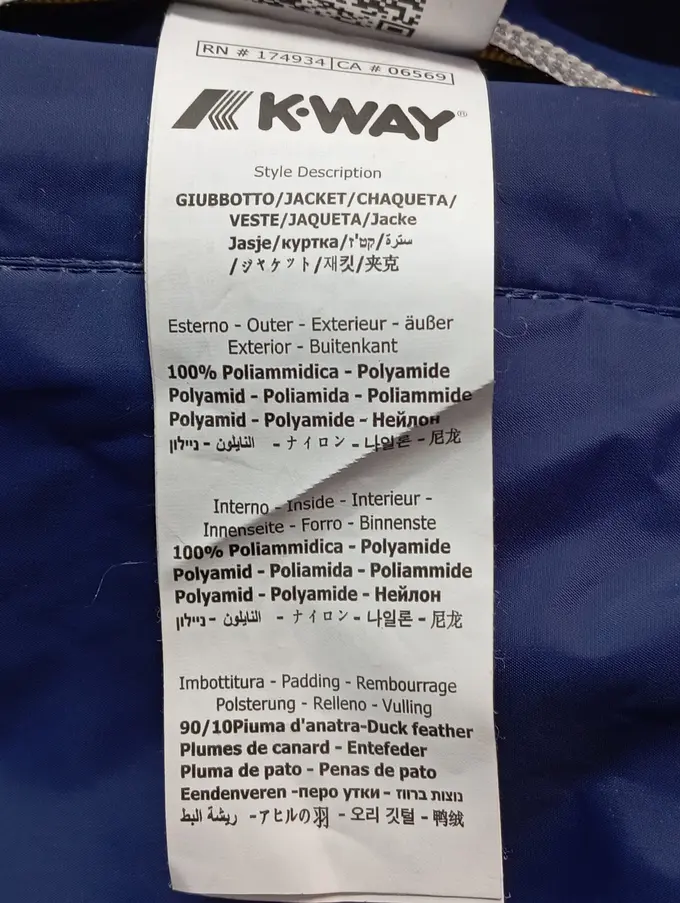 RN # 174934 CA # 06569
K·WAY®
Style Description
GIUBBOTTO/JACKET/CHAQUETA/
VESTE/JAQUETA/Jacke
Jasje/куртка/קט'ז/سترة
/ジャケット/재킷/夹克
Esterno - Outer - Exterieur - äußer
Exterior - Buitenkant
100% Poliammidica - Polyamide
Polyamid - Poliamida - Poliammide
Polyamid - Polyamide - Нейлон
ניילון - النايلون - ナイロン - 나일론 - 尼龙
Interno - Inside - Interieur -
Innenseite - Forro - Binnenste
100% Poliammidica - Polyamide
Polyamid - Poliamida - Poliammide
Polyamid - Polyamide - Нейлон
ניילון - النايلون - ナイロン - 나일론 - 尼龙
Imbottitura - Padding - Rembourrage
Polsterung - Relleno - Vulling
90/10Piuma d'anatra-Duck feather
Plumes de canard - Entefeder
Pluma de pato - Penas de pato
Eendenveren -перо утки - נוצות ברווז
ريشة البط -アヒルの羽 - 오리 깃털 - 鸭绒